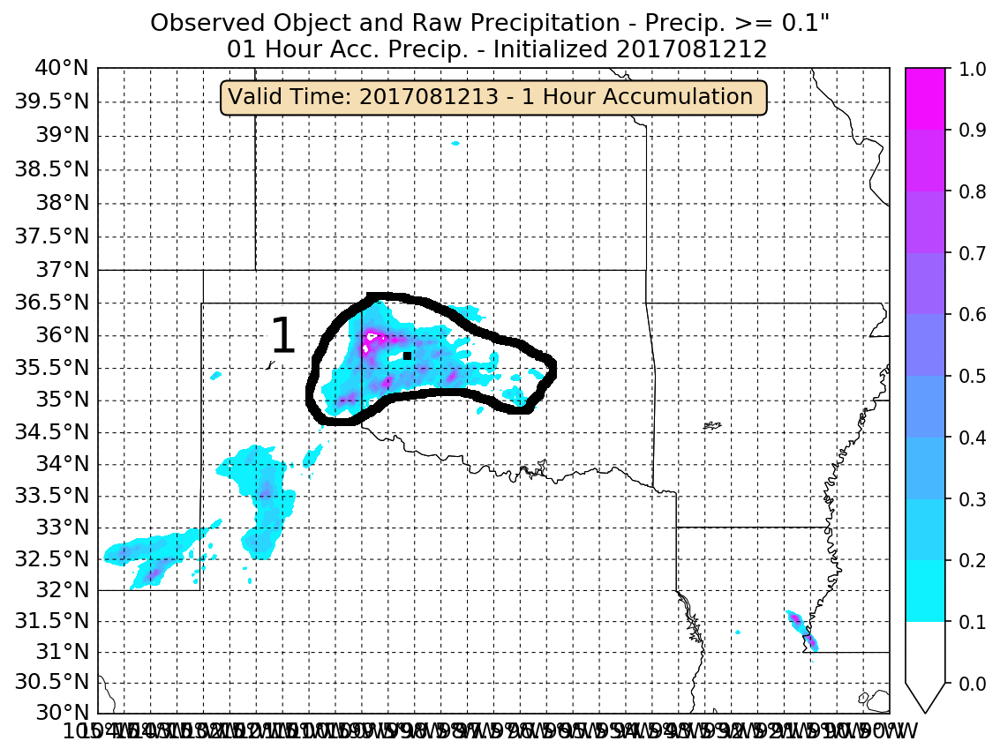 Observed Object and Raw Precipitation - Precip. >= 0.1"
01 Hour Acc. Precip. - Initialized 2017081212
Valid Time: 2017081213 - 1 Hour Accumulation
40°N
39.5°N
39°N
38.5°N
38°N
37.5°N
37°N
36.5°N
36°N
35.5°N
35°N
34.5°N
34°N
33.5°N
33°N
32.5°N
32°N
31.5°N
31°N
30.5°N
30°N
1
1.0
0.9
0.8
0.7
0.6
0.5
0.4
0.3
0.2
0.1
0.0